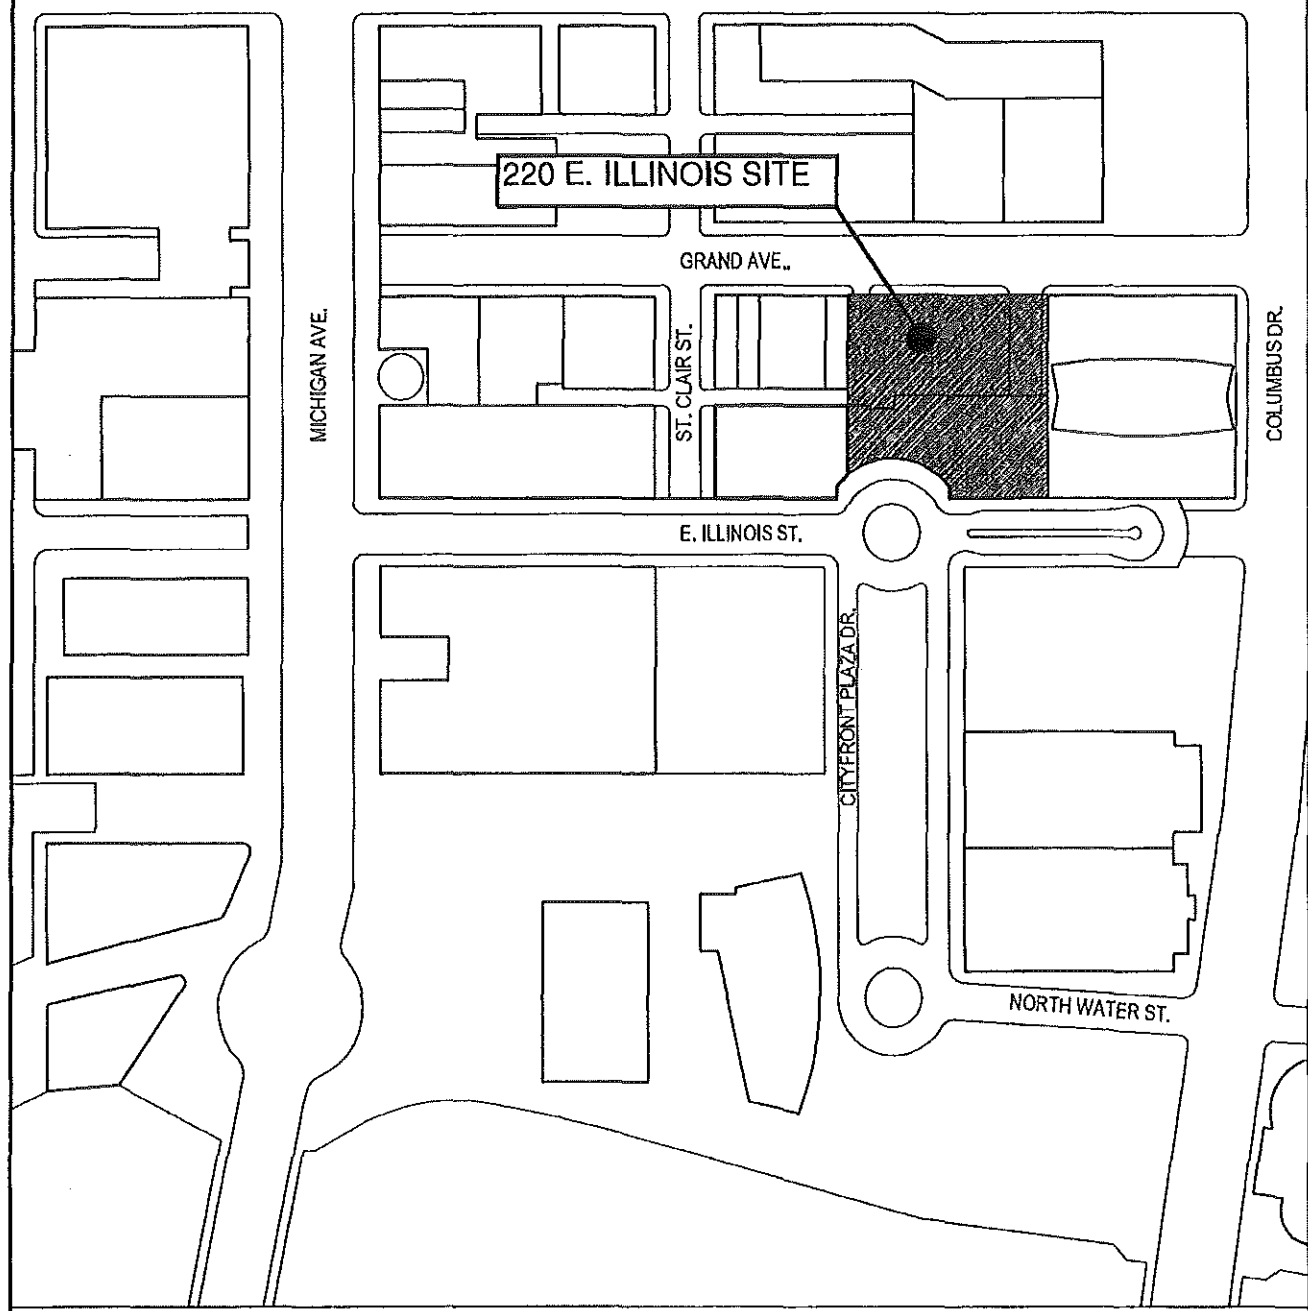 220 E. ILLINOIS SITE
GRAND AVE.,
MICHIGAN AVE.
ST. CLAIR ST.
COLUMBUS DR.
E. ILLINOIS ST.
CITYFRONT PLAZA DR.
NORTH WATER ST.